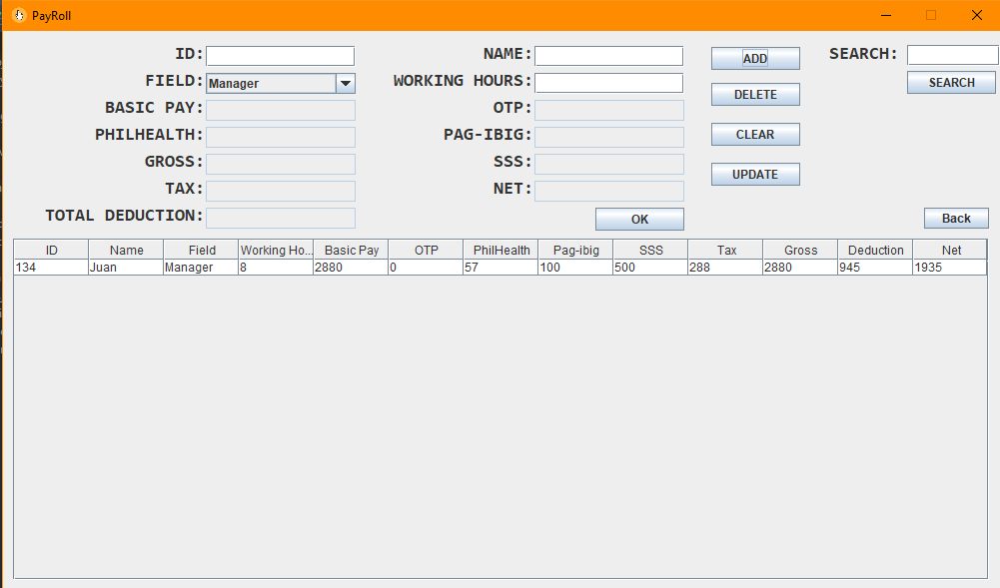 PayRoll
ID: NAME: ADD SEARCH:
FIELD: Manager WORKING HOURS: SEARCH
BASIC PAY: OTP: DELETE
PHILHEALTH: PAG-IBIG: CLEAR
GROSS: SSS:
TAX: NET: UPDATE
TOTAL DEDUCTION: OK Back
ID Name Field Working Ho... Basic Pay OTP PhilHealth Pag-ibig SSS Tax Gross Deduction Net
134 Juan Manager 8 2880 0 57 100 500 288 2880 945 1935